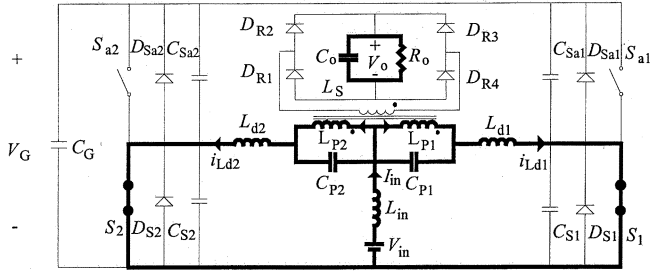 D_R2
D_R3
S_a2 D_Sa2 C_Sa2
C_Sa1 D_Sa1 S_a1
+
C_o V_o R_o
-
D_R1
L_S
D_R4
L_d2
L_P2
L_P1
L_d1
+
V_G
C_G
-
i_Ld2
i_Ld1
C_P2
I_in
C_P1
L_in
V_in
S_2 D_S2 C_S2
C_S1 D_S1 S_1